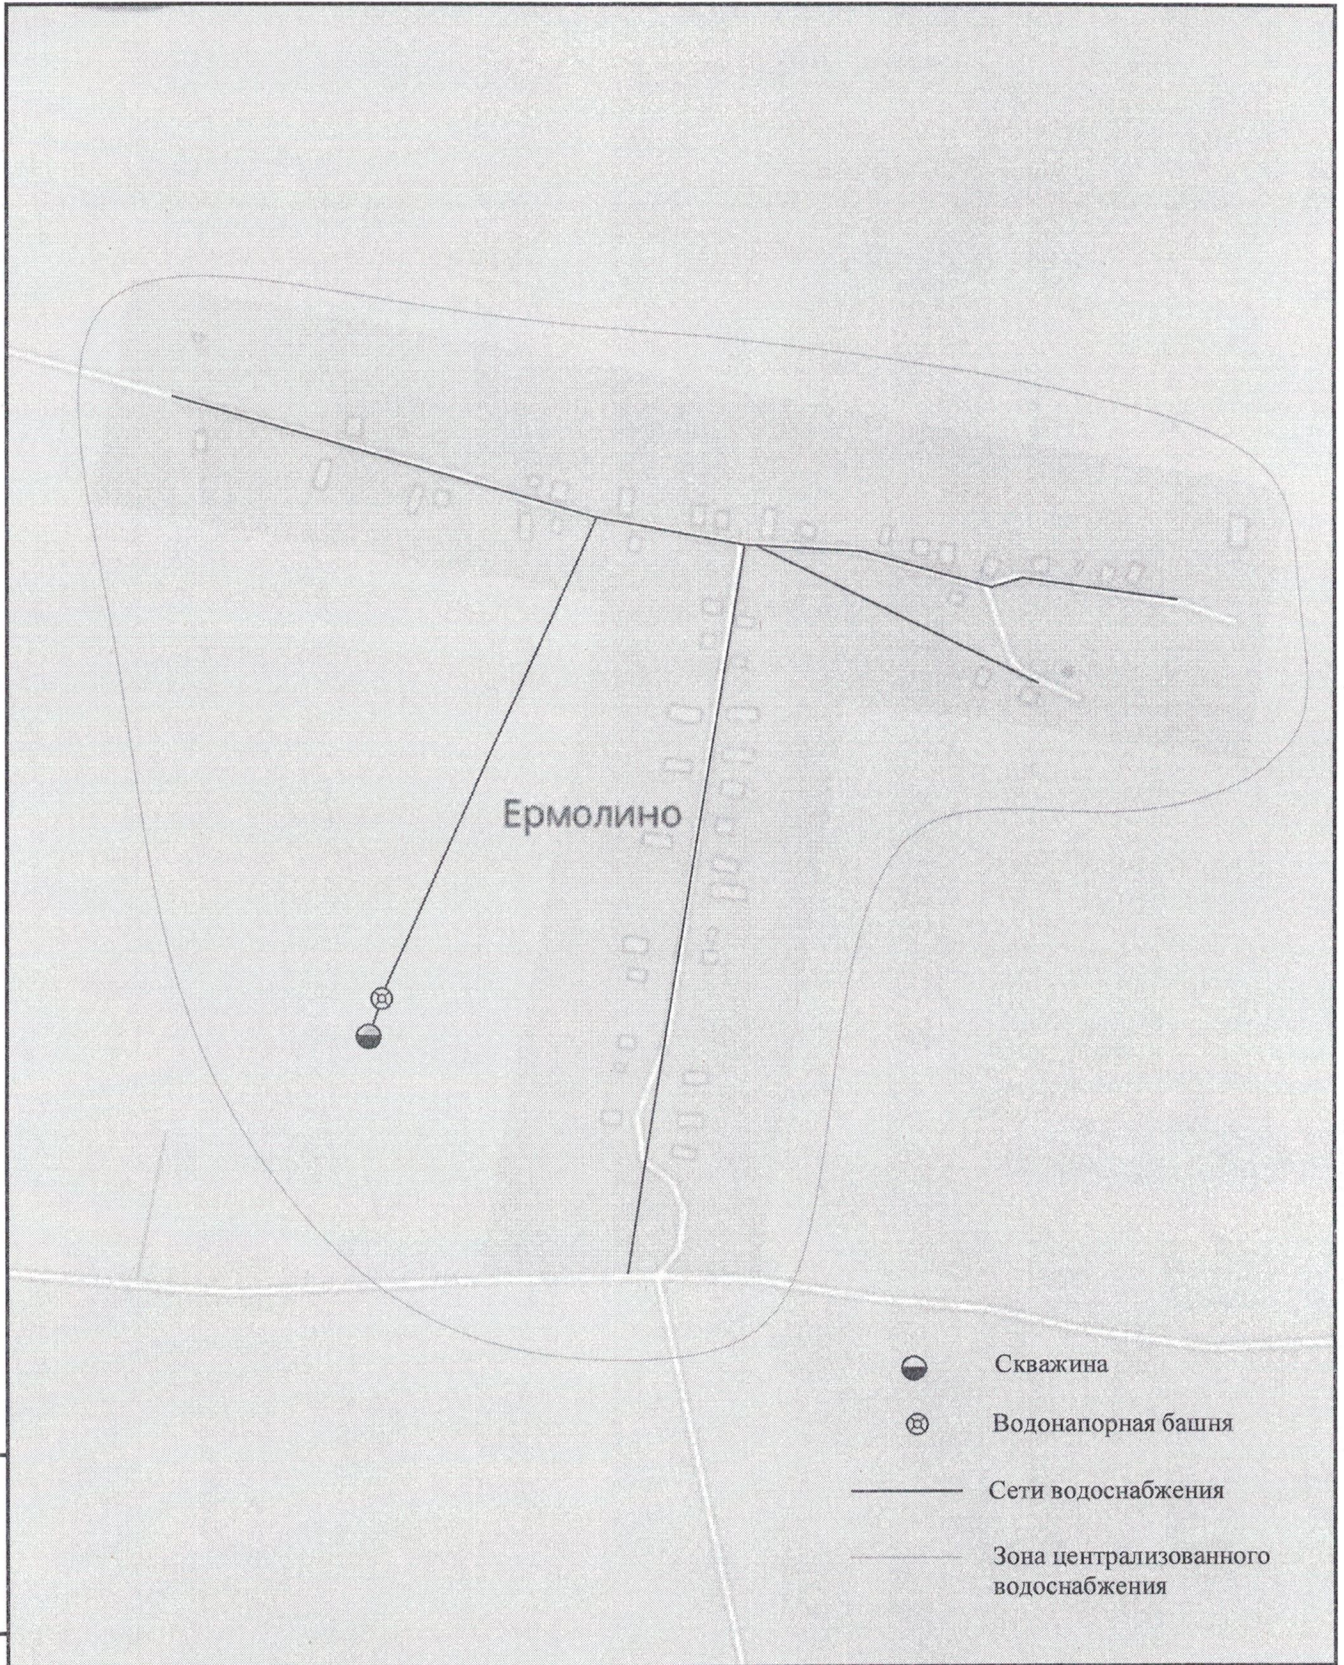 Ермолино
Скважина
Водонапорная башня
Сети водоснабжения
Зона централизованного
водоснабжения